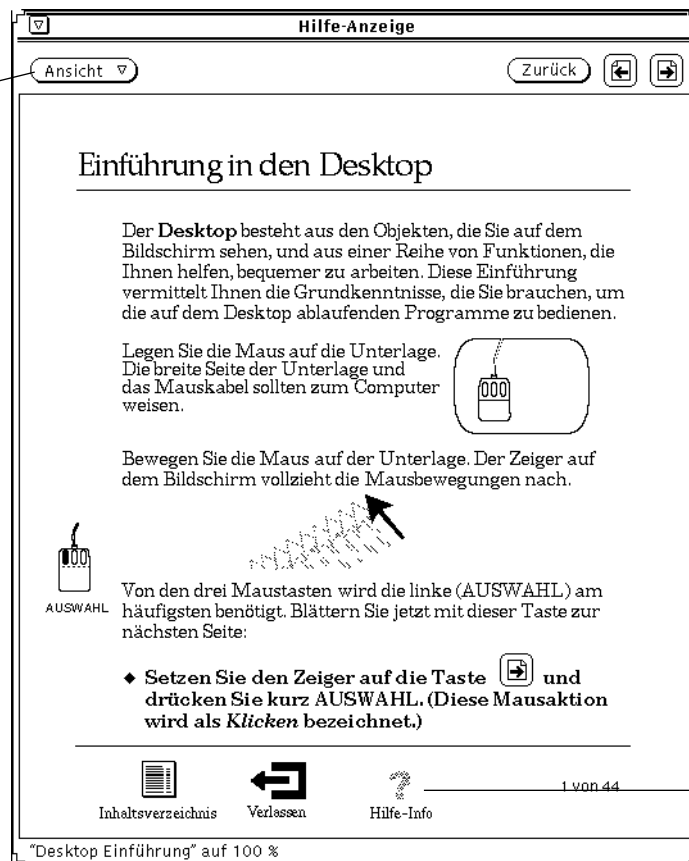 Hilfe-Anzeige
Ansicht
Zurück
Einführung in den Desktop
Der Desktop besteht aus den Objekten, die Sie auf dem
Bildschirm sehen, und aus einer Reihe von Funktionen, die
Ihnen helfen, bequemer zu arbeiten. Diese Einführung
vermittelt Ihnen die Grundkenntnisse, die Sie brauchen, um
die auf dem Desktop ablaufenden Programme zu bedienen.
Legen Sie die Maus auf die Unterlage.
Die breite Seite der Unterlage und
das Mauskabel sollten zum Computer
weisen.
Bewegen Sie die Maus auf der Unterlage. Der Zeiger auf
dem Bildschirm vollzieht die Mausbewegungen nach.
AUSWAHL
Von den drei Maustasten wird die linke (AUSWAHL) am
häufigsten benötigt. Blättern Sie jetzt mit dieser Taste zur
nächsten Seite:
◆ Setzen Sie den Zeiger auf die Taste und
drücken Sie kurz AUSWAHL. (Diese Mausaktion
wird als Klicken bezeichnet.)
Inhaltsverzeichnis
Verlassen
Hilfe-Info
1 von 44
"Desktop Einführung" auf 100 %